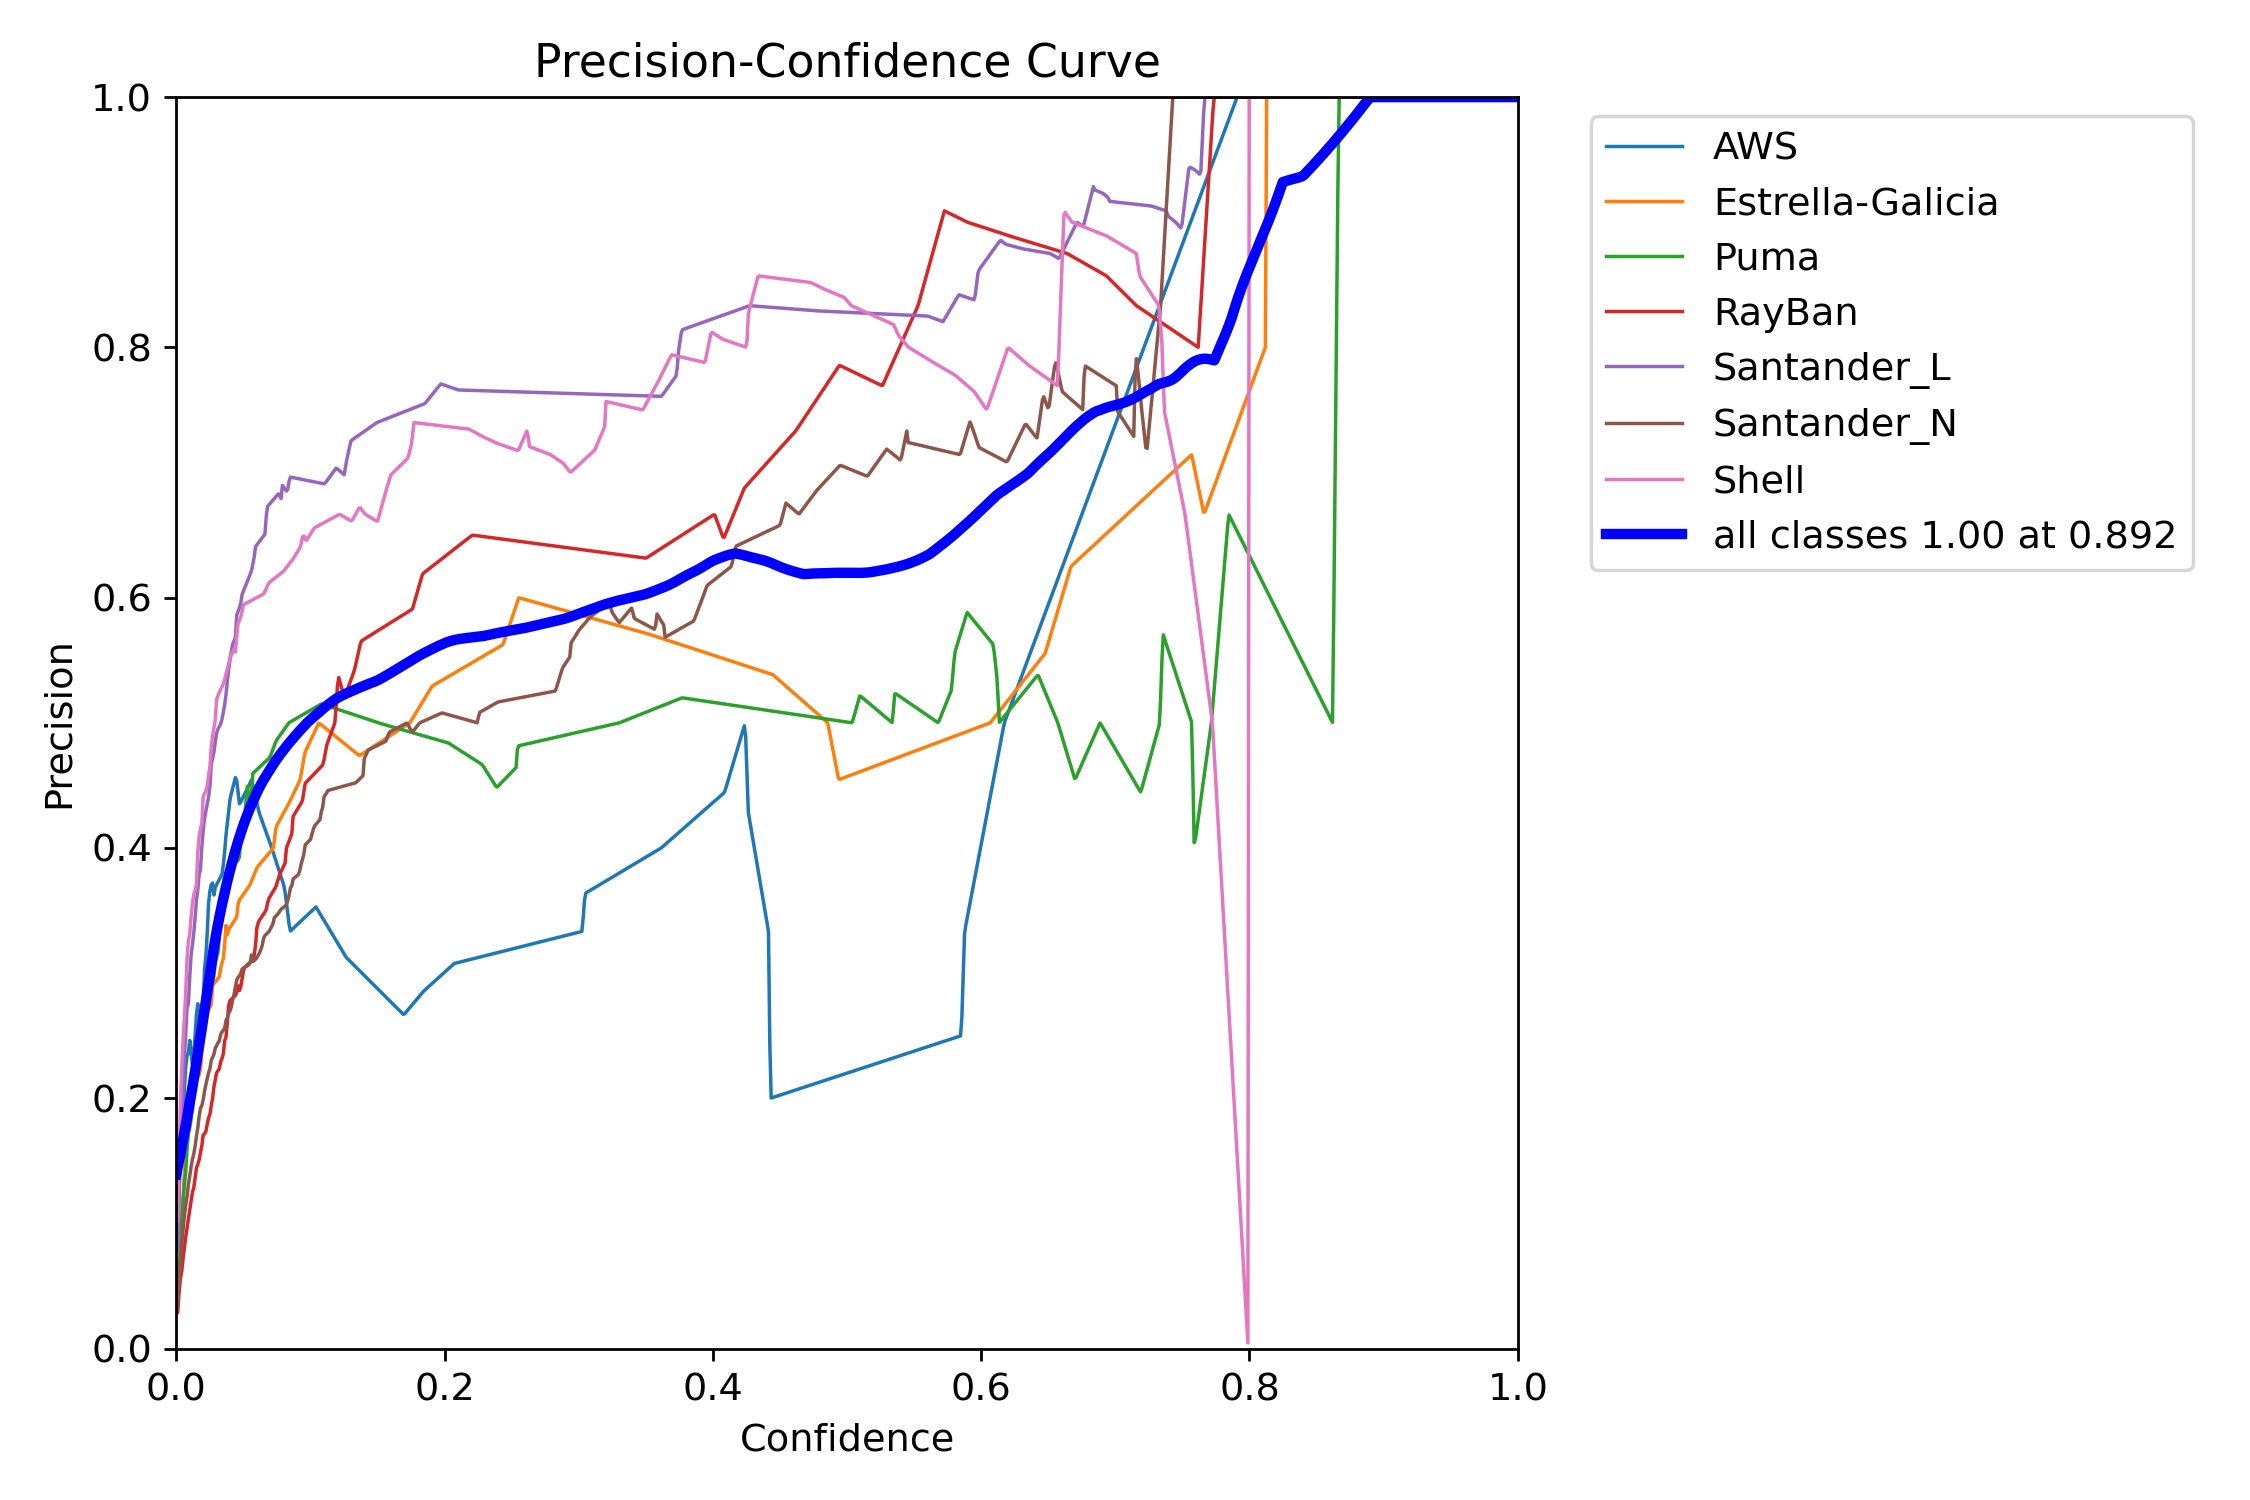 Precision-Confidence Curve
1.0
0.8
0.6
0.4
0.2
0.0
Precision
0.0 0.2 0.4 0.6 0.8 1.0
Confidence
AWS
Estrella-Galicia
Puma
RayBan
Santander_L
Santander_N
Shell
all classes 1.00 at 0.892